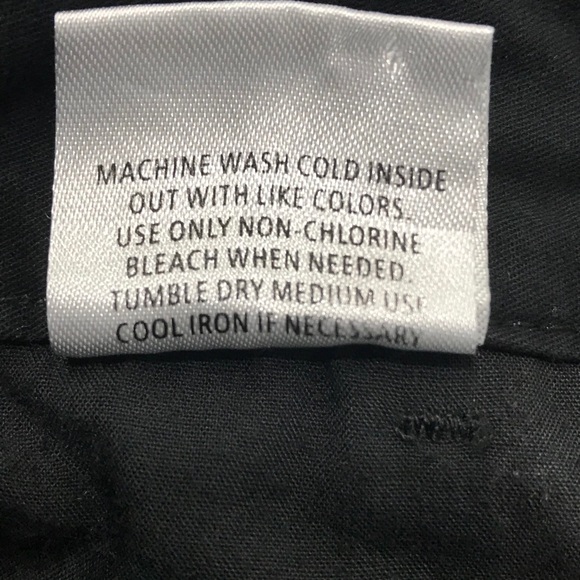 MACHINE WASH COLD INSIDE
OUT WITH LIKE COLORS.
USE ONLY NON-CHLORINE
BLEACH WHEN NEEDED.
TUMBLE DRY MEDIUM USE
COOL IRON IF NECESSARY